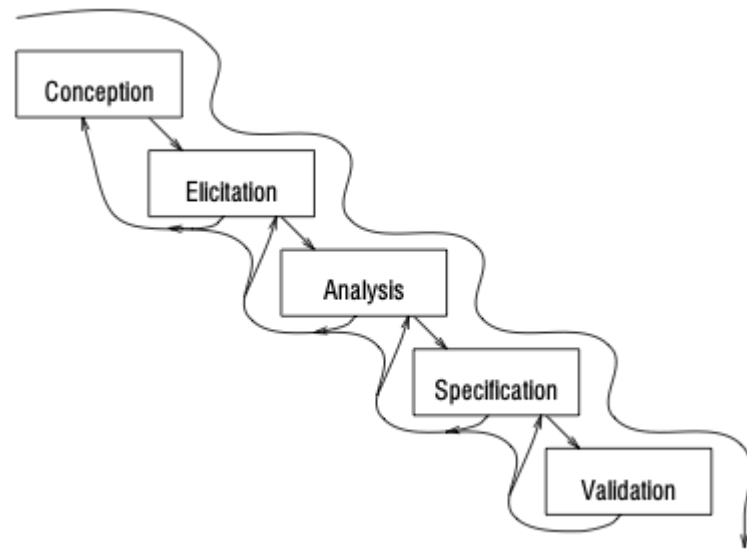 Conception
Elicitation
Analysis
Specification
Validation